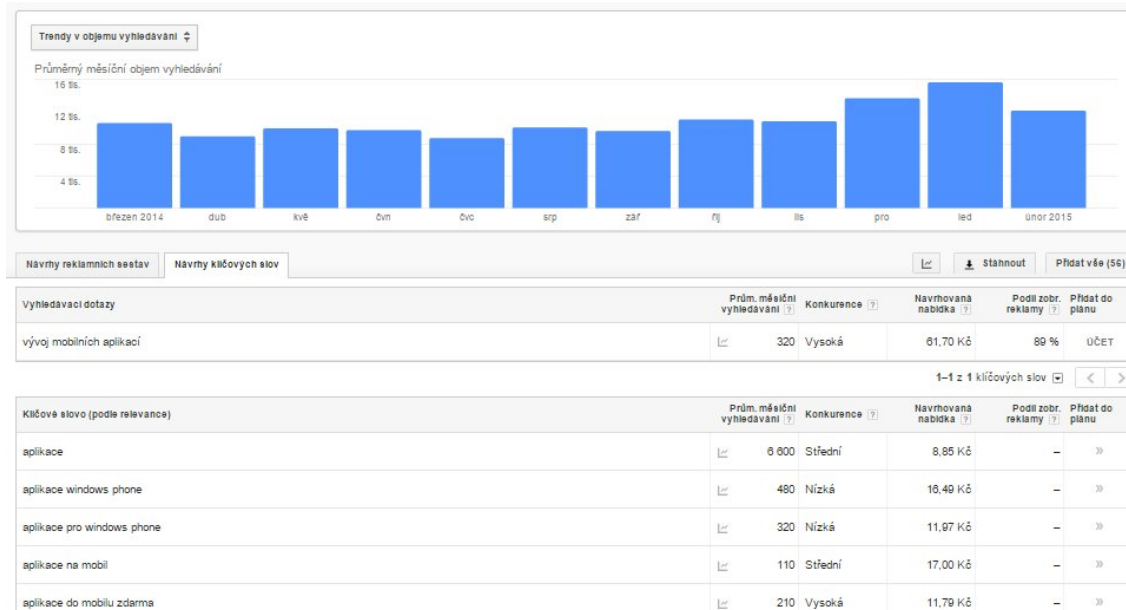 Trendy v objemu vyhledávání
Průměrný měsíční objem vyhledávání
16 tis.
12 tis.
8 tis.
4 tis.
březen 2014 dub kvě čvn čvc srp zář říj lis pro led únor 2015
Návrhy reklamních sestav Návrhy klíčových slov Stáhnout Přidat vše (56)
Vyhledávací dotazy Prům. měsíční vyhledávání ? Konkurence ? Navrhovaná nabídka ? Podíl zobr. reklamy ? Přidat do plánu
vývoj mobilních aplikací 320 Vysoká 61,70 Kč 89 % ÚČET
1–1 z 1 klíčových slov
Klíčové slovo (podle relevance) Prům. měsíční vyhledávání ? Konkurence ? Navrhovaná nabídka ? Podíl zobr. reklamy ? Přidat do plánu
aplikace 6 600 Střední 8,85 Kč – »
aplikace windows phone 480 Nízká 16,49 Kč – »
aplikace pro windows phone 320 Nízká 11,97 Kč – »
aplikace na mobil 110 Střední 17,00 Kč – »
aplikace do mobilu zdarma 210 Vysoká 11,79 Kč – »